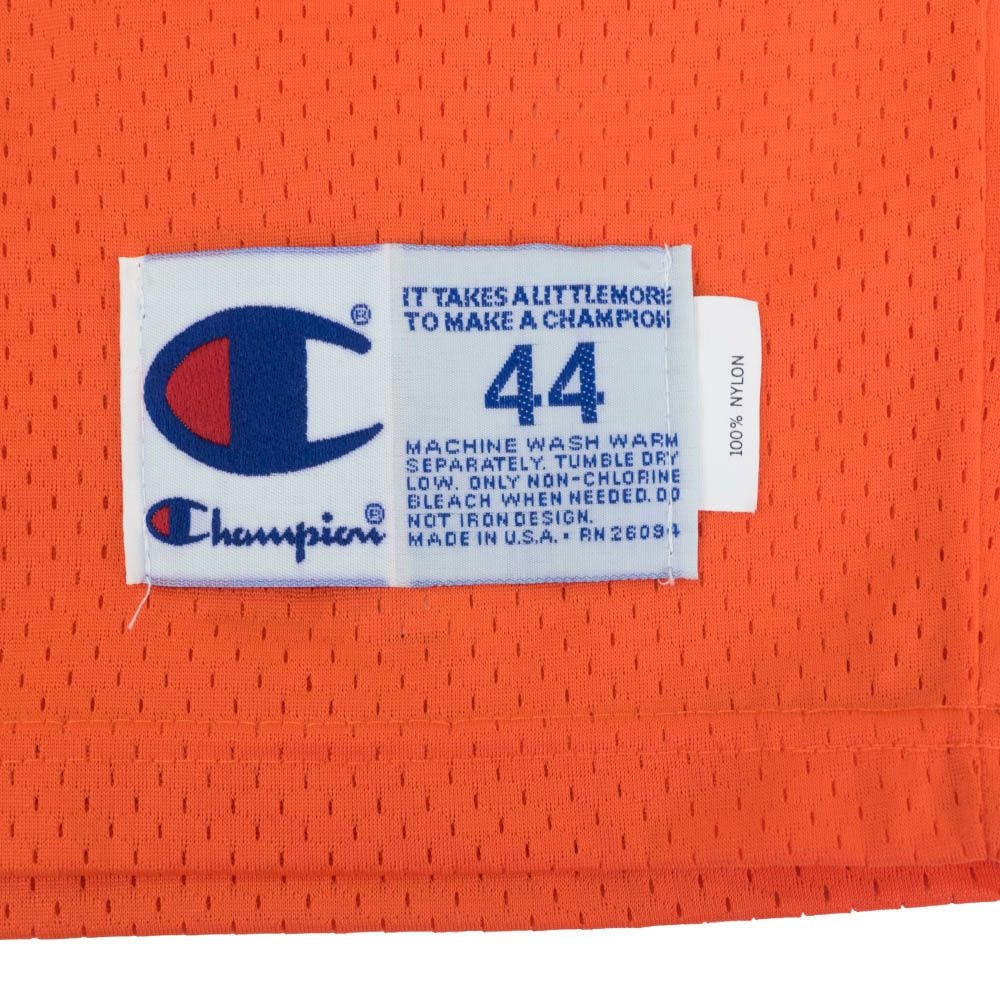 ®
Champion®
IT TAKES A LITTLE MORE
TO MAKE A CHAMPION
44
MACHINE WASH WARM
SEPARATELY. TUMBLE DRY
LOW. ONLY NON-CHLORINE
BLEACH WHEN NEEDED. DO
NOT IRON DESIGN.
MADE IN U.S.A. • RN 26094
100% NYLON